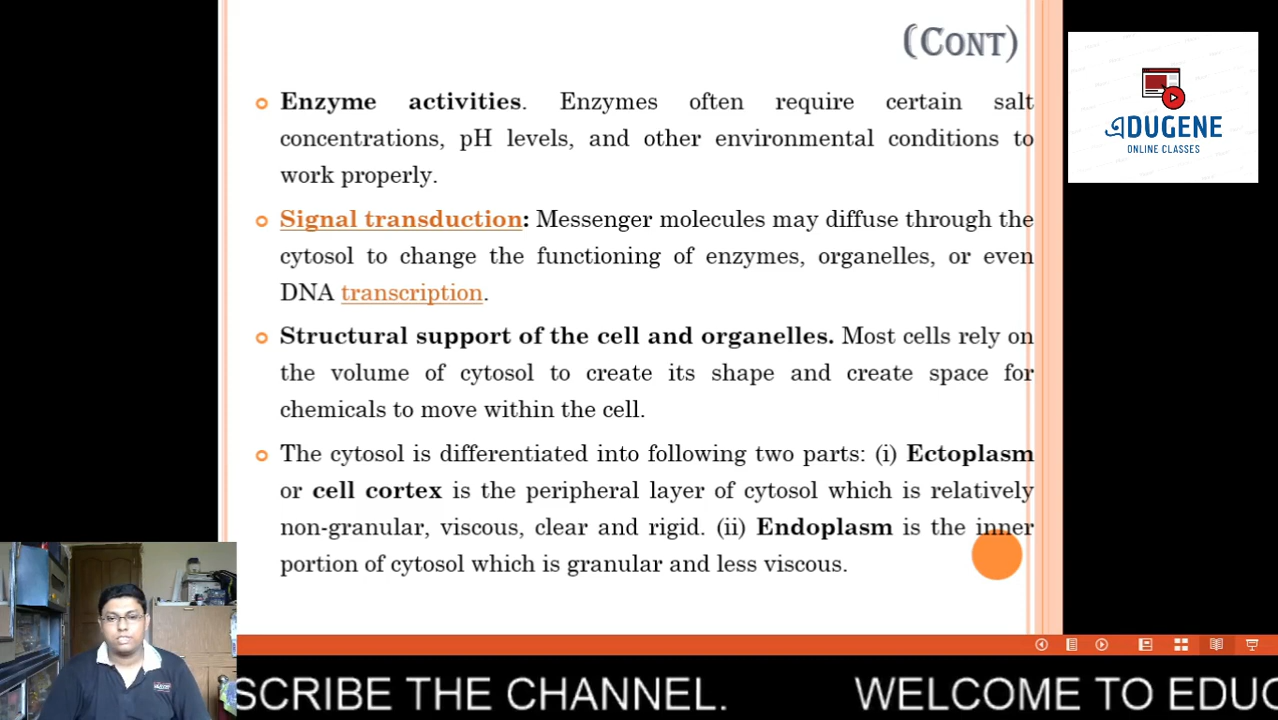 (CONT)
Enzyme activities. Enzymes often require certain salt
concentrations, pH levels, and other environmental conditions to
work properly.
Signal transduction: Messenger molecules may diffuse through the
cytosol to change the functioning of enzymes, organelles, or even
DNA transcription.
Structural support of the cell and organelles. Most cells rely on
the volume of cytosol to create its shape and create space for
chemicals to move within the cell.
The cytosol is differentiated into following two parts: (i) Ectoplasm
or cell cortex is the peripheral layer of cytosol which is relatively
non-granular, viscous, clear and rigid. (ii) Endoplasm is the inner
portion of cytosol which is granular and less viscous.
aDUGENE
ONLINE CLASSES
SCRIBE THE CHANNEL. WELCOME TO EDUC